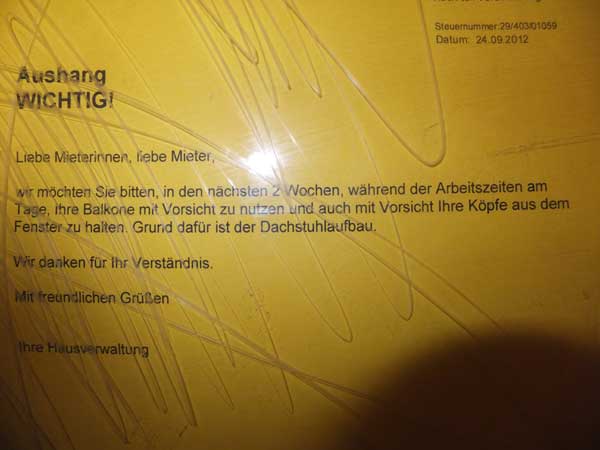 Steuernummer:29/403/01059
Datum: 24.09.2012
Aushang
WICHTIG!
Liebe Mieterinnen, liebe Mieter,
wir möchten Sie bitten, in den nächsten 2 Wochen, während der Arbeitszeiten am
Tage, ihre Balkone mit Vorsicht zu nutzen und auch mit Vorsicht Ihre Köpfe aus dem
Fenster zu halten. Grund dafür ist der Dachstuhlaufbau.
Wir danken für Ihr Verständnis.
Mit freundlichen Grüßen
Ihre Hausverwaltung